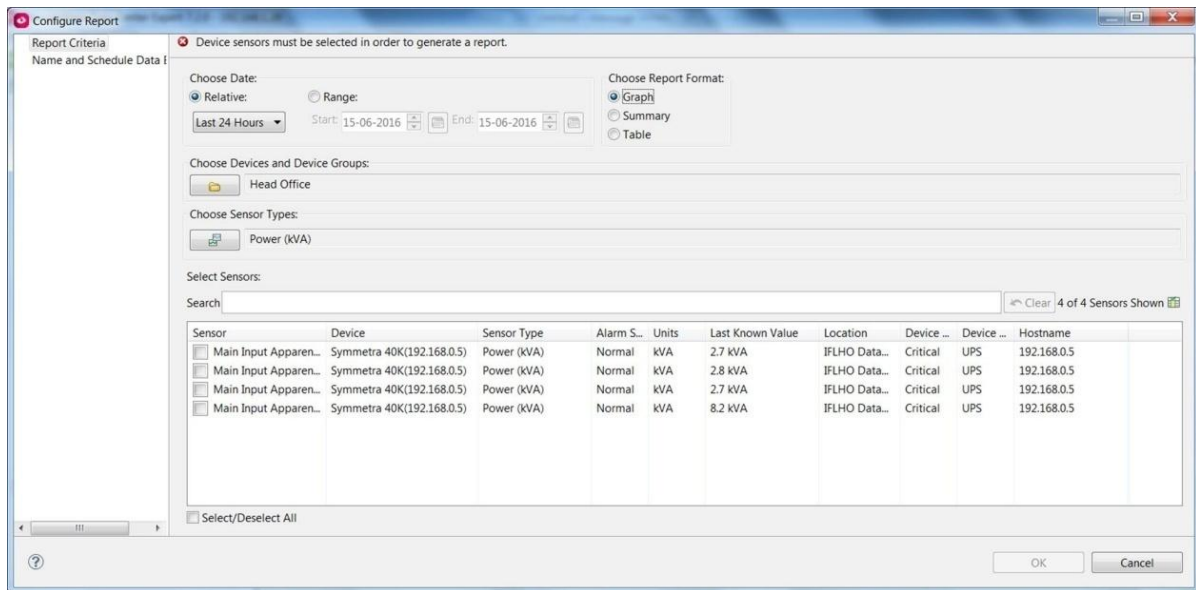 Configure Report
Report Criteria
Name and Schedule Data E
Device sensors must be selected in order to generate a report.
Choose Date:
Relative: Range:
Last 24 Hours Start: 15-06-2016 End: 15-06-2016
Choose Report Format:
Graph
Summary
Table
Choose Devices and Device Groups:
Head Office
Choose Sensor Types:
Power (kVA)
Select Sensors:
Search Clear 4 of 4 Sensors Shown
Sensor Device Sensor Type Alarm S... Units Last Known Value Location Device ... Device ... Hostname
Main Input Apparen... Symmetra 40K(192.168.0.5) Power (kVA) Normal kVA 2.7 kVA IFLHO Data... Critical UPS 192.168.0.5
Main Input Apparen... Symmetra 40K(192.168.0.5) Power (kVA) Normal kVA 2.8 kVA IFLHO Data... Critical UPS 192.168.0.5
Main Input Apparen... Symmetra 40K(192.168.0.5) Power (kVA) Normal kVA 2.7 kVA IFLHO Data... Critical UPS 192.168.0.5
Main Input Apparen... Symmetra 40K(192.168.0.5) Power (kVA) Normal kVA 8.2 kVA IFLHO Data... Critical UPS 192.168.0.5
Select/Deselect All
OK Cancel